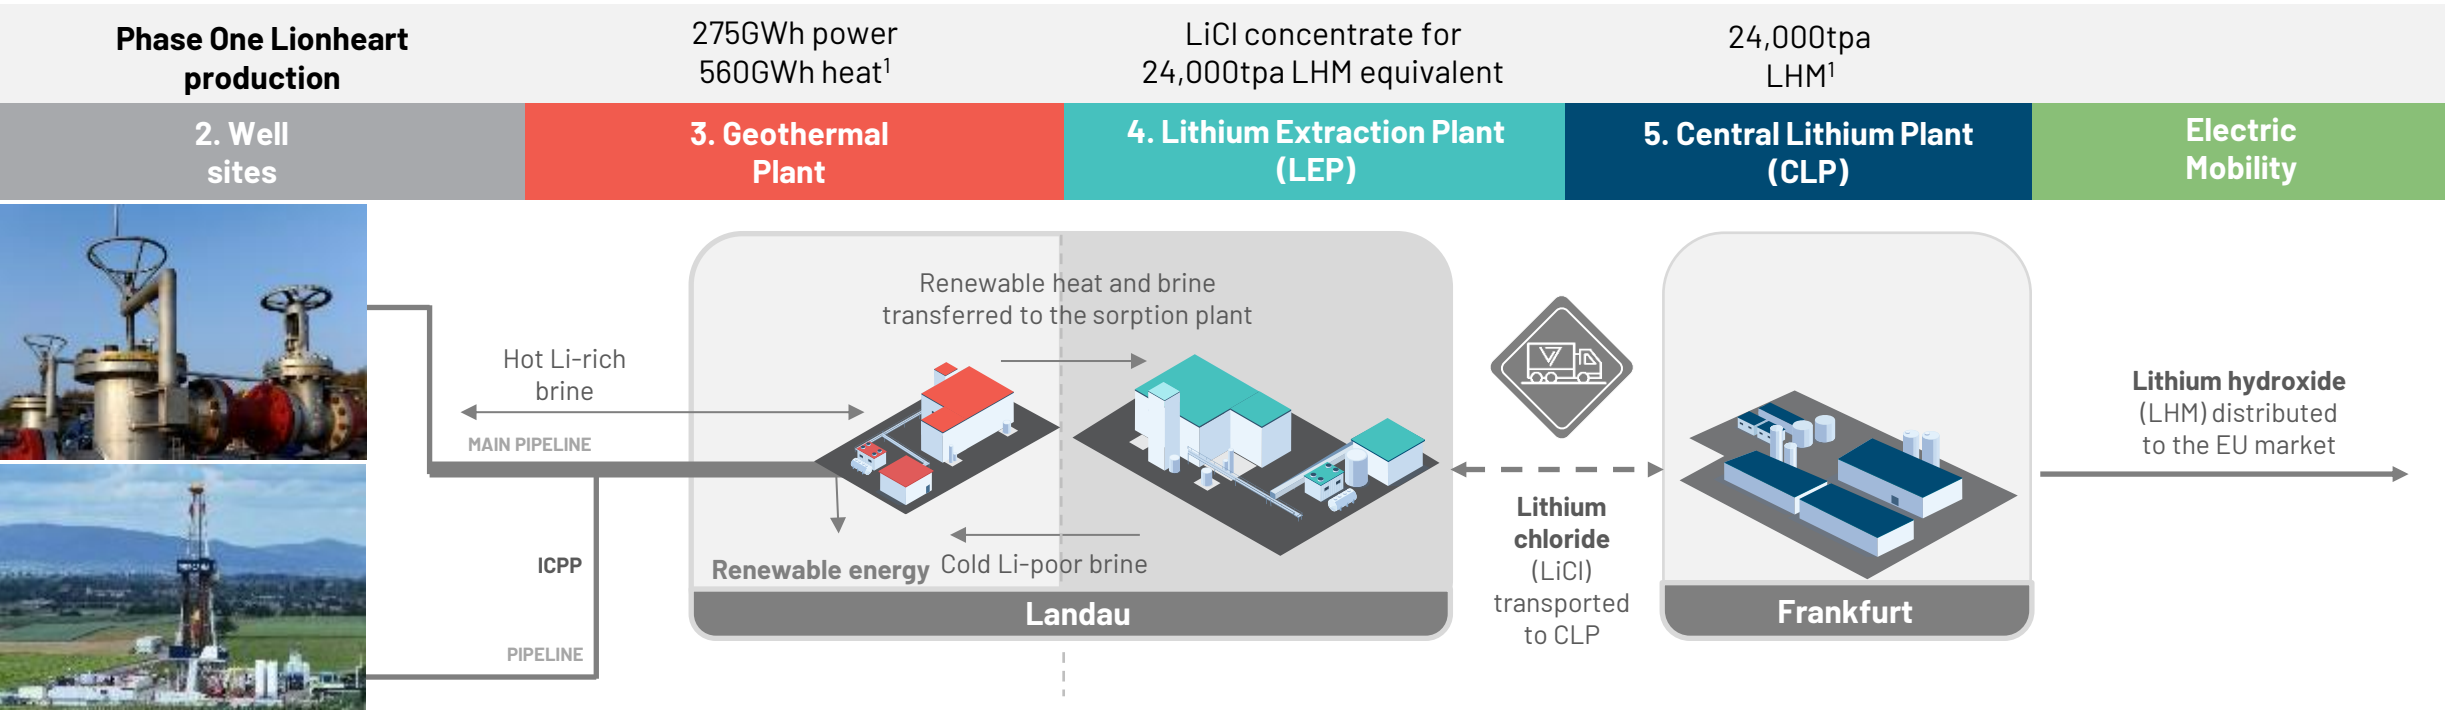 Phase One Lionheart
production
275GWh power
560GWh heat¹
LiCl concentrate for
24,000tpa LHM equivalent
24,000tpa
LHM¹
2. Well
sites
3. Geothermal
Plant
4. Lithium Extraction Plant
(LEP)
5. Central Lithium Plant
(CLP)
Electric
Mobility
Renewable heat and brine
transferred to the sorption plant
Hot Li-rich
brine
MAIN PIPELINE
ICPP
PIPELINE
Renewable energy
Cold Li-poor brine
Landau
Lithium
chloride
(LiCl)
transported
to CLP
Frankfurt
Lithium hydroxide
(LHM) distributed
to the EU market